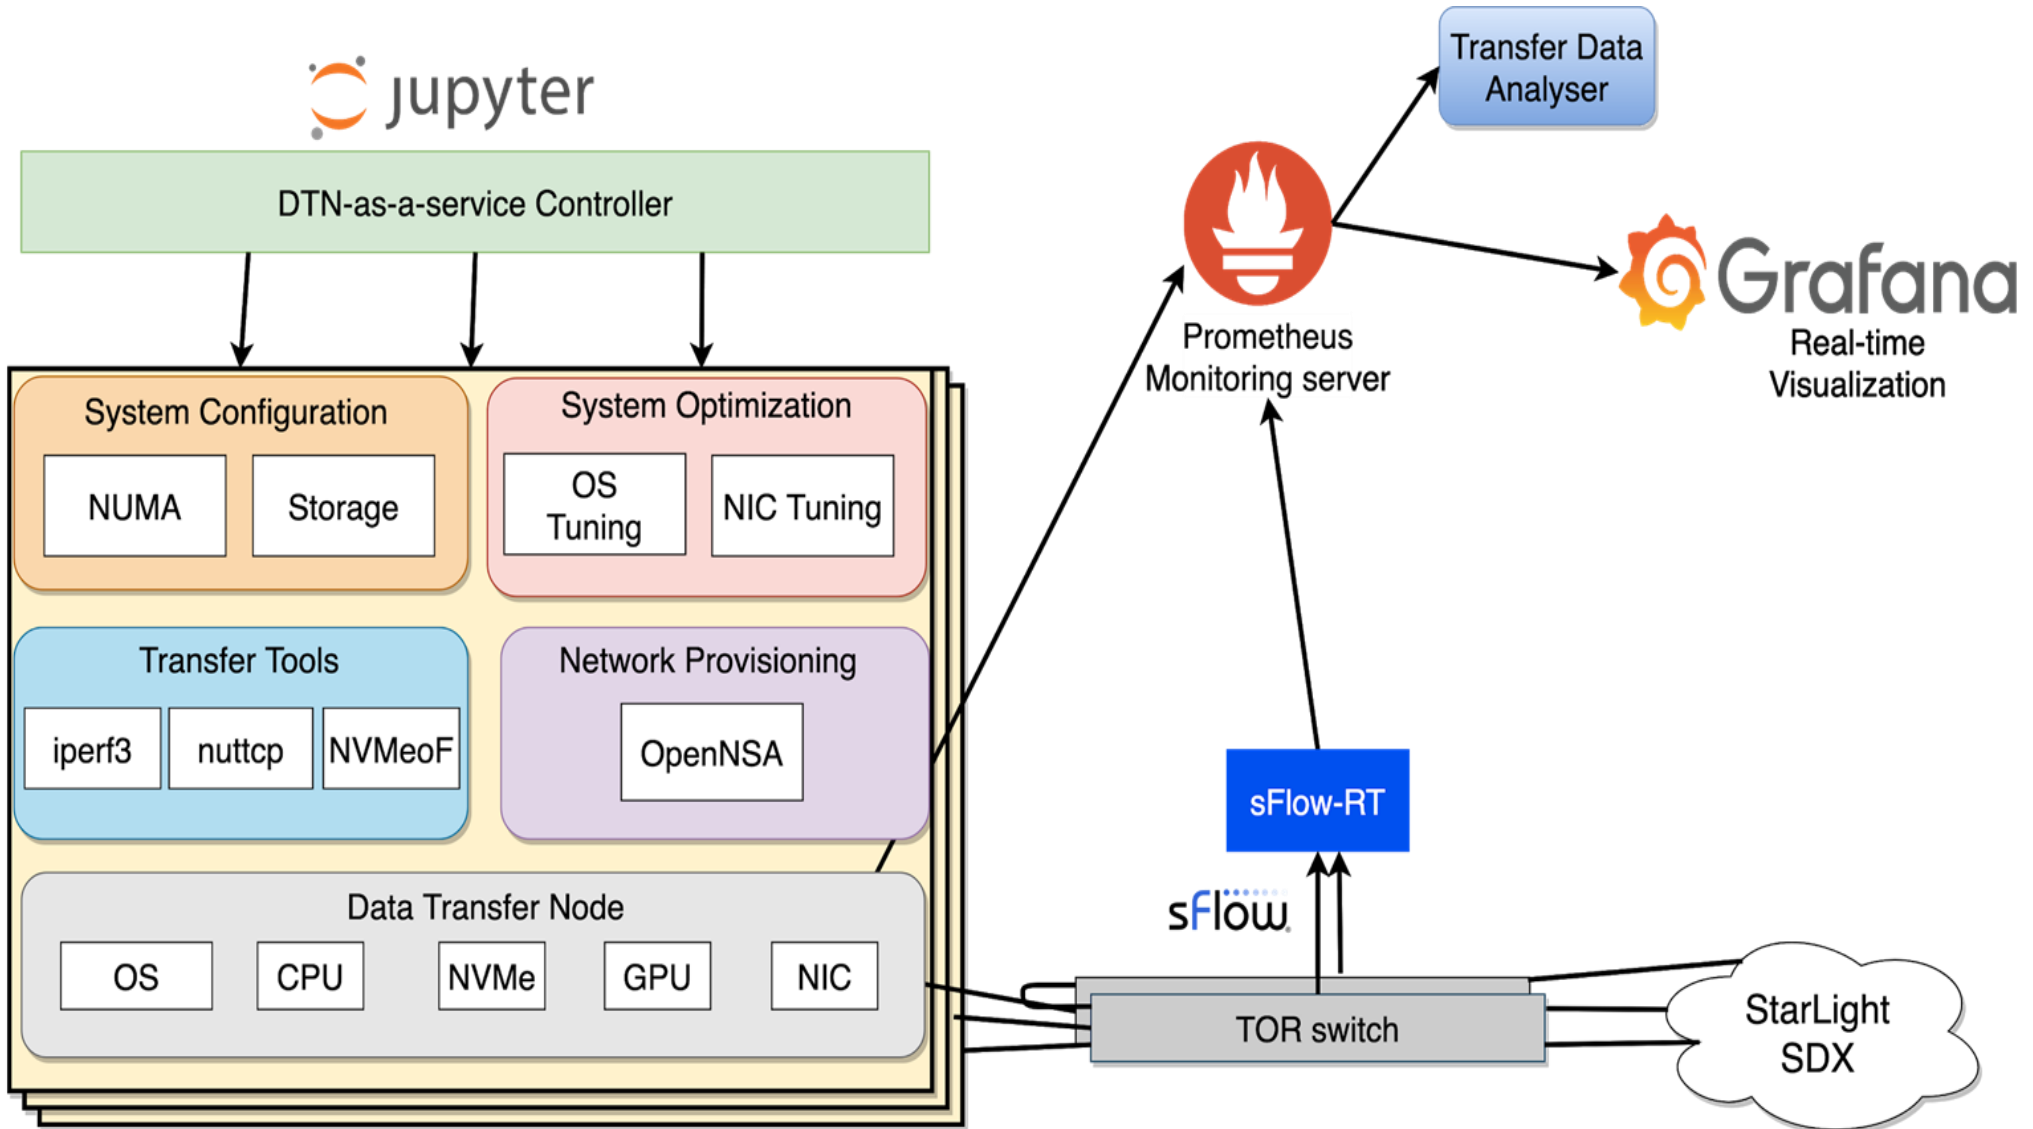 jupyter
DTN-as-a-service Controller
System Configuration
NUMA
Storage
System Optimization
OS
Tuning
NIC Tuning
Transfer Tools
iperf3
nuttcp
NVMeoF
Network Provisioning
OpenNSA
Data Transfer Node
OS
CPU
NVMe
GPU
NIC
Transfer Data
Analyser
Prometheus
Monitoring server
Grafana
Real-time
Visualization
sFlow-RT
sFlow
TOR switch
StarLight
SDX